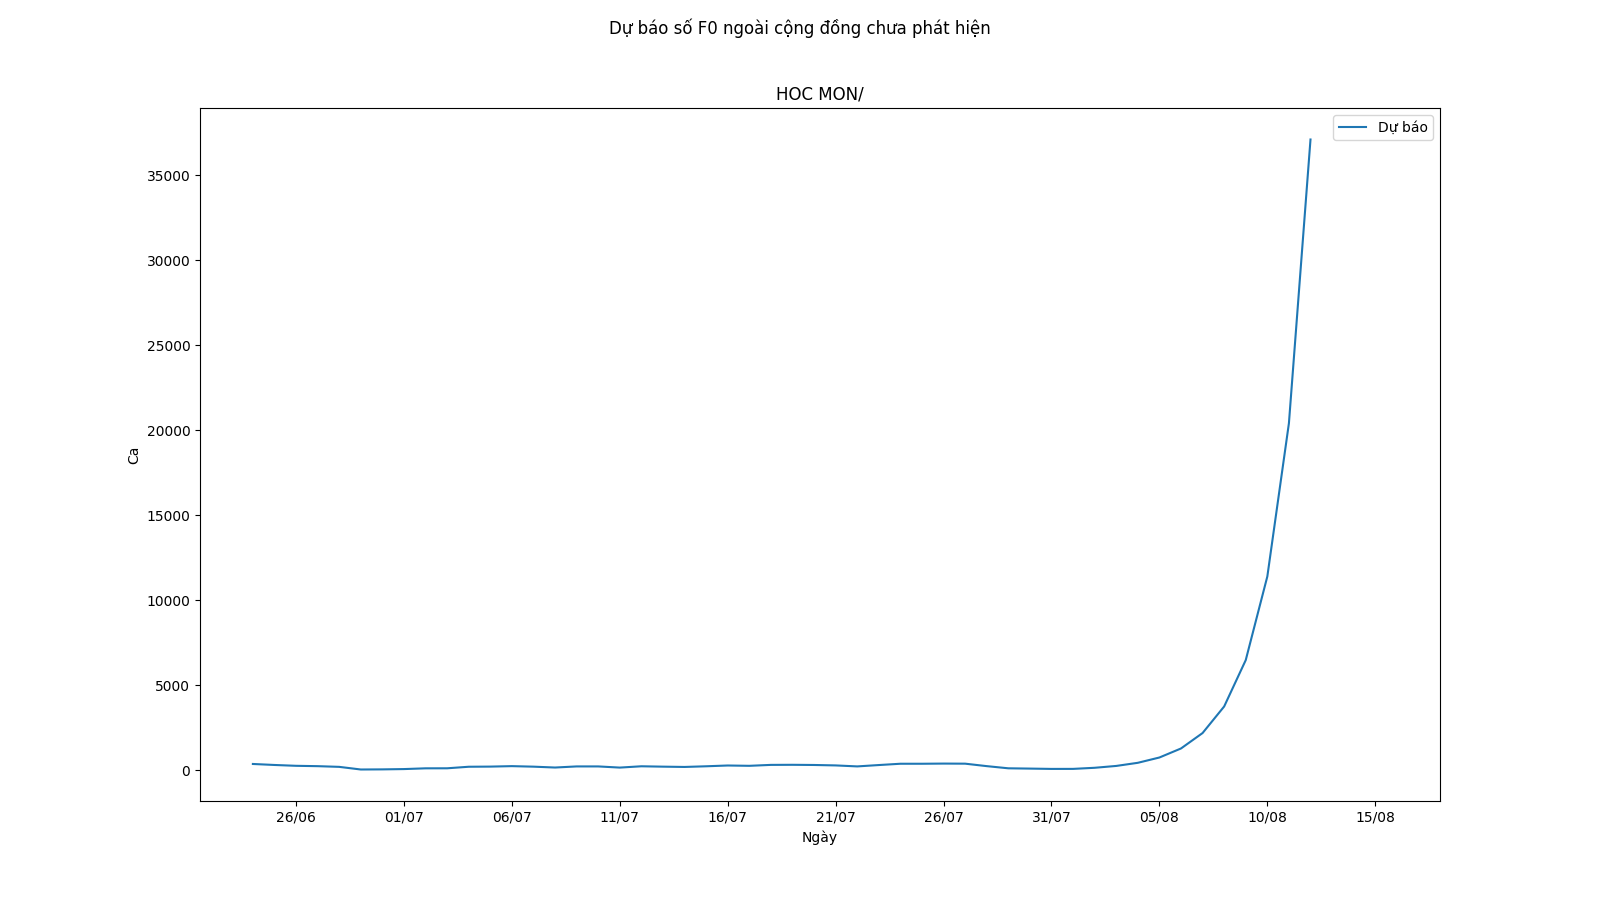 Dự báo số F0 ngoài cộng đồng chưa phát hiện
HOC MON/
Dự báo
35000
30000
25000
20000
15000
10000
5000
0
Ca
26/06 01/07 06/07 11/07 16/07 21/07 26/07 31/07 05/08 10/08 15/08
Ngày